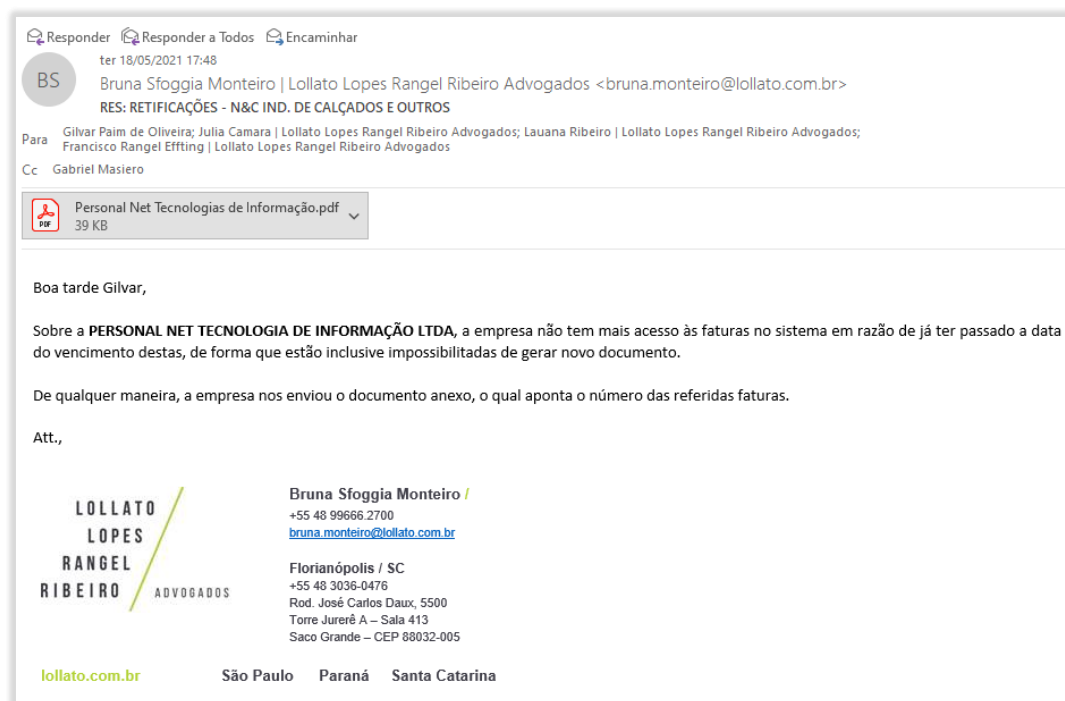 Responder Responder a Todos Encaminhar
ter 18/05/2021 17:48
BS
Bruna Sfoggia Monteiro | Lollato Lopes Rangel Ribeiro Advogados <bruna.monteiro@lollato.com.br>
RES: RETIFICAÇÕES - N&C IND. DE CALÇADOS E OUTROS
Para Gilvar Paim de Oliveira; Julia Camara | Lollato Lopes Rangel Ribeiro Advogados; Lauana Ribeiro | Lollato Lopes Rangel Ribeiro Advogados;
Francisco Rangel Effting | Lollato Lopes Rangel Ribeiro Advogados
Cc Gabriel Masiero
PDF
Personal Net Tecnologias de Informação.pdf
39 KB
Boa tarde Gilvar,
Sobre a PERSONAL NET TECNOLOGIA DE INFORMAÇÃO LTDA, a empresa não tem mais acesso às faturas no sistema em razão de já ter passado a data
do vencimento destas, de forma que estão inclusive impossibilitadas de gerar novo documento.
De qualquer maneira, a empresa nos enviou o documento anexo, o qual aponta o número das referidas faturas.
Att.,
LOLLATO
LOPES
RANGEL
RIBEIRO ADVOGADOS
Bruna Sfoggia Monteiro /
+55 48 99666.2700
bruna.monteiro@lollato.com.br
Florianópolis / SC
+55 48 3036-0476
Rod. José Carlos Daux, 5500
Torre Jurerê A – Sala 413
Saco Grande – CEP 88032-005
lollato.com.br São Paulo Paraná Santa Catarina